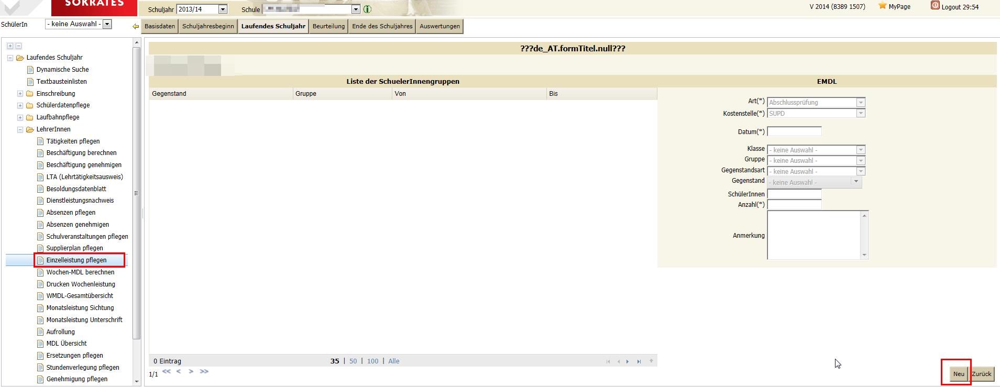 SOKRATES
Schuljahr 2013/14 Schule
V 2014 (8389 1507) MyPage Logout 29:54
SchülerIn - keine Auswahl -
Basisdaten Schuljahresbeginn Laufendes Schuljahr Beurteilung Ende des Schuljahres Auswertungen
Laufendes Schuljahr
Dynamische Suche
Textbausteinlisten
Einschreibung
Schülerdatenpflege
Laufbahnpflege
LehrerInnen
Tätigkeiten pflegen
Beschäftigung berechnen
Beschäftigung genehmigen
LTA (Lehrtätigkeitsausweis)
Besoldungsdatenblatt
Dienstleistungsnachweis
Absenzen pflegen
Absenzen genehmigen
Schulveranstaltungen pflegen
Supplierplan pflegen
Einzelleistung pflegen
Wochen-MDL berechnen
Drucken Wochenleistung
WMDL-Gesamtübersicht
Monatsleistung Sichtung
Monatsleistung Unterschrift
Aufrollung
MDL Übersicht
Ersetzungen pflegen
Stundenverlegung pflegen
Genehmigung pflegen
???de_AT.formTitel.null???
Liste der SchuelerInnengruppen
Gegenstand Gruppe Von Bis
0 Eintrag 35 | 50 | 100 | Alle
1/1 << < > >>
EMDL
Art(*) Abschlussprüfung
Kostenstelle(*) SUPD
Datum(*)
Klasse - keine Auswahl -
Gruppe - keine Auswahl -
Gegenstandsart - keine Auswahl -
Gegenstand - keine Auswahl -
SchülerInnen
Anzahl(*)
Anmerkung
Neu Zurück